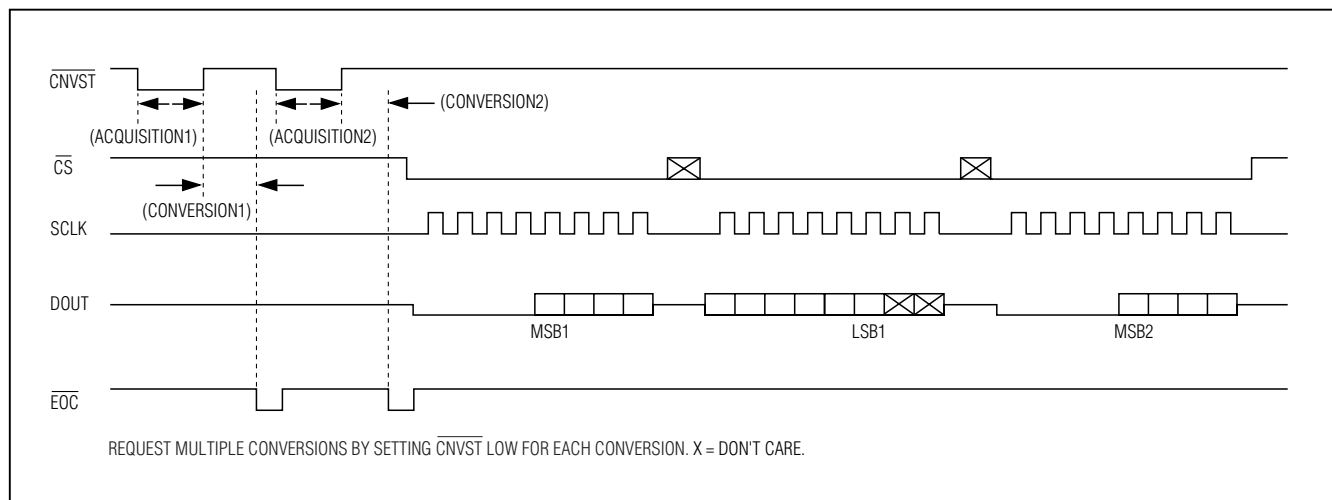 CNVST
(CONVERSION2)
(ACQUISITION1)
(ACQUISITION2)
CS
(CONVERSION1)
SCLK
DOUT
MSB1
LSB1
MSB2
EOC
REQUEST MULTIPLE CONVERSIONS BY SETTING CNVST LOW FOR EACH CONVERSION. X = DON'T CARE.